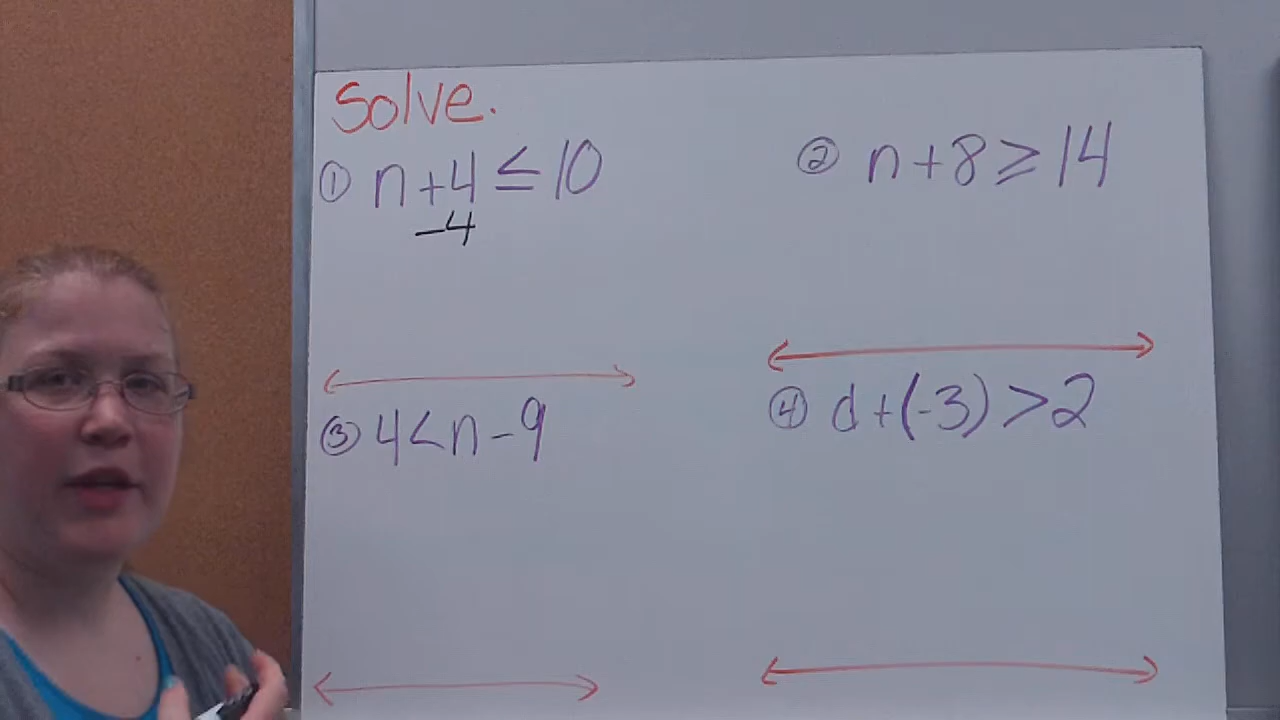 Solve.
① n+4≤10
-4
② n+8≥14
③ 4<n-9
④ d+(-3)>2